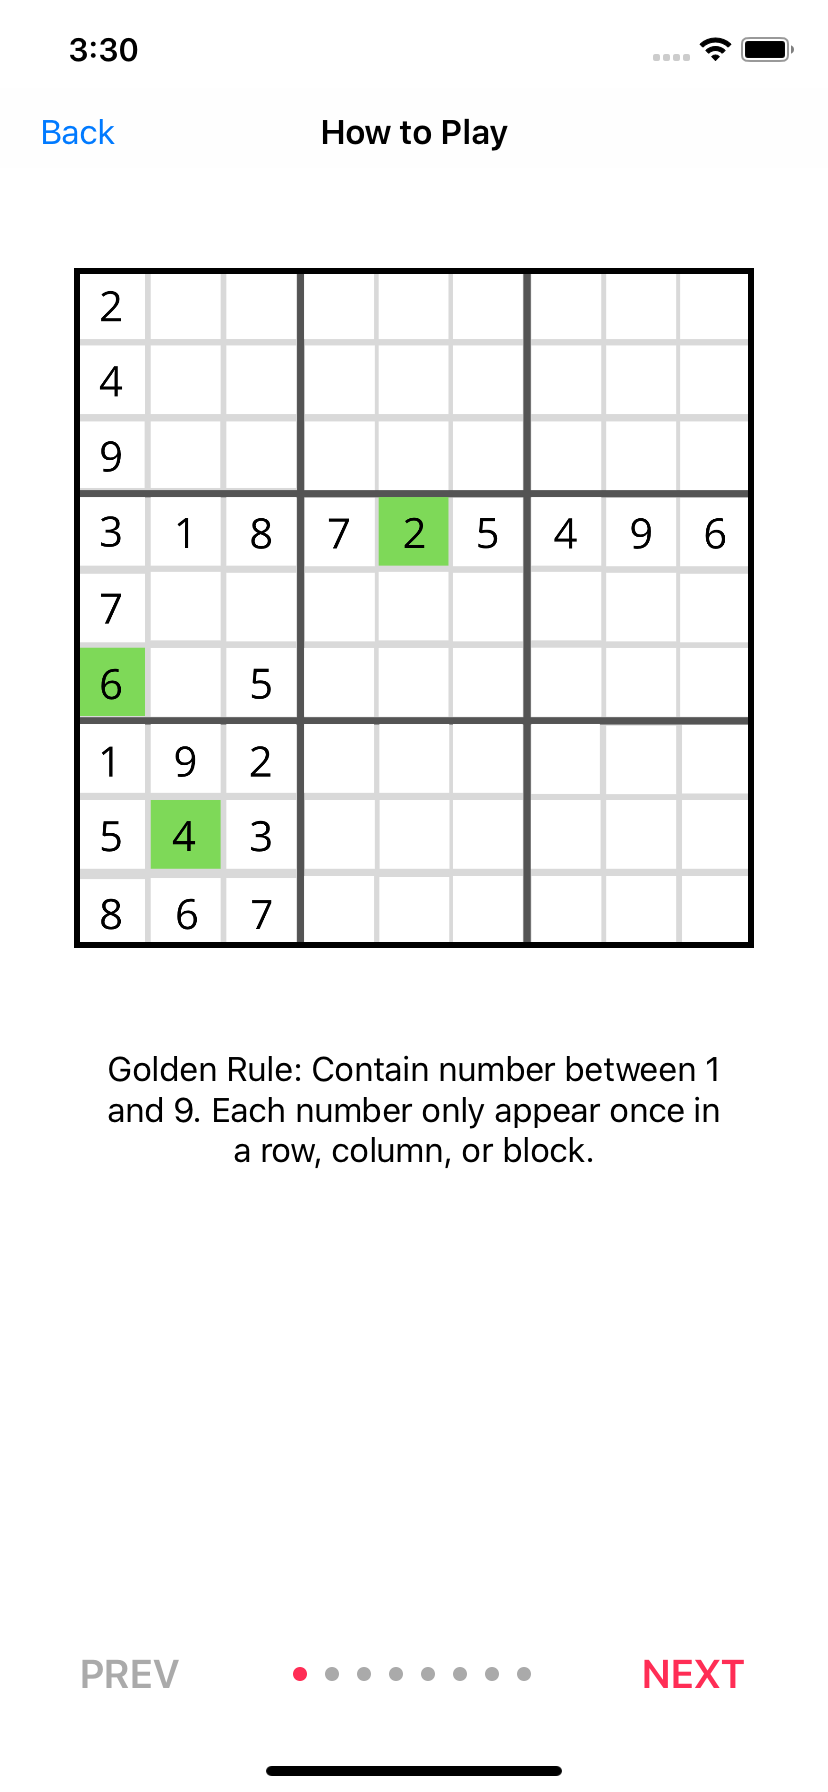 3:30
Back
How to Play
2
4
9
3 1 8 7 2 5 4 9 6
7
6 5
1 9 2
5 4 3
8 6 7
Golden Rule: Contain number between 1
and 9. Each number only appear once in
a row, column, or block.
PREV
NEXT